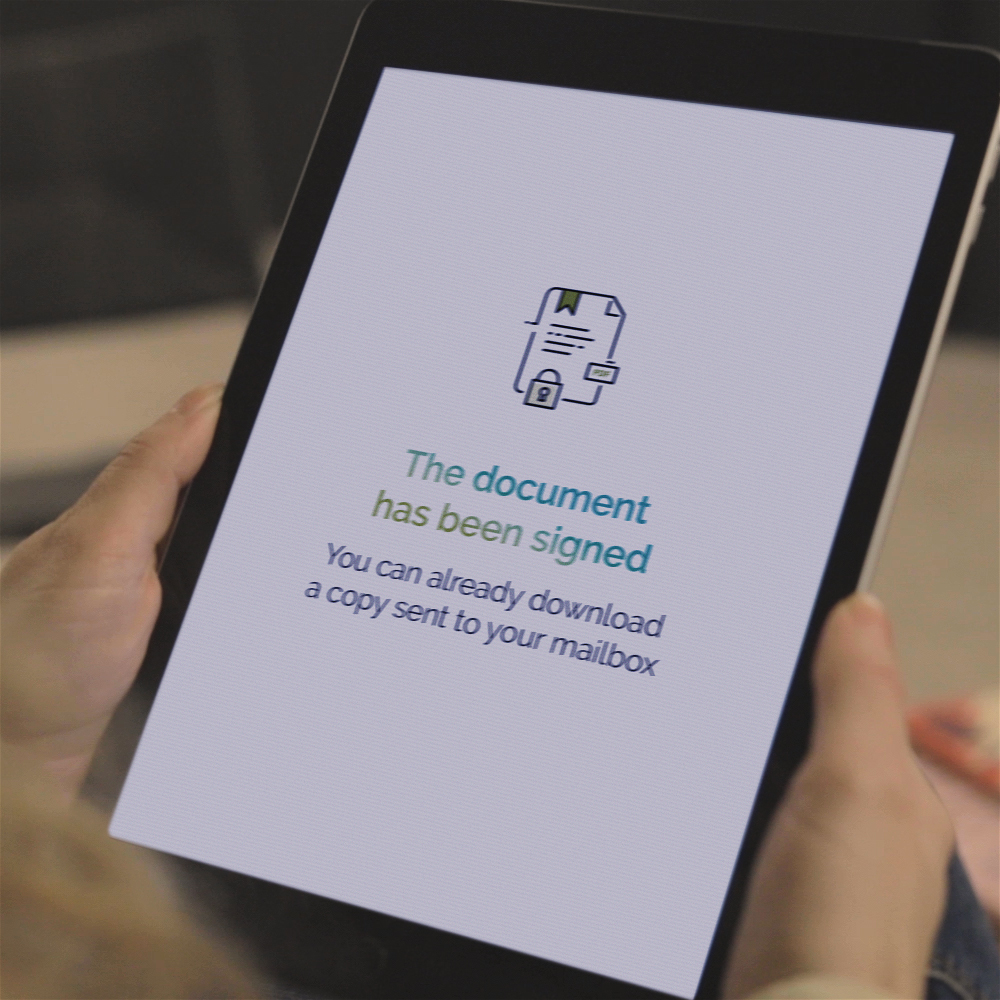 PDF
The document
has been signed
You can already download
a copy sent to your mailbox